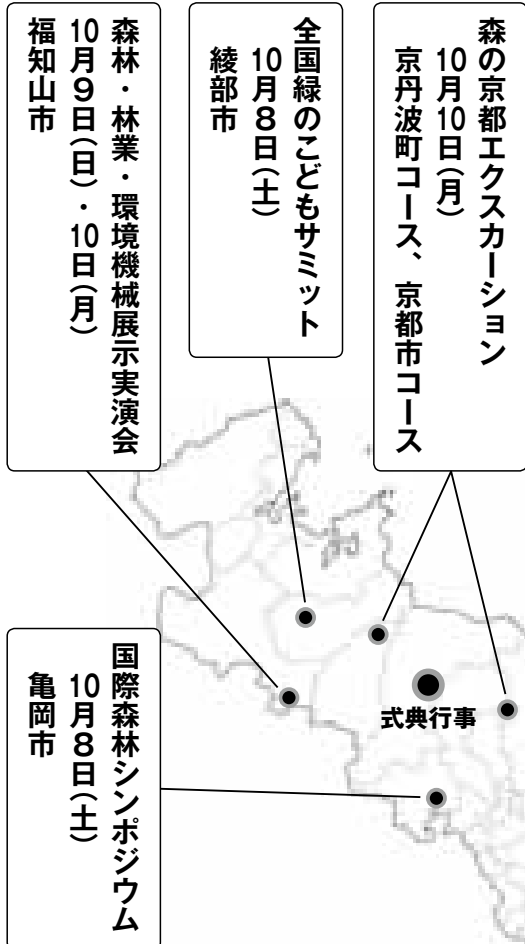 森の京都エクスカーション
10月10日(月)
京丹波町コース、京都市コース
全国緑のこどもサミット
10月8日(土)
綾部市
森林・林業・環境機械展示実演会
10月9日(日)・10日(月)
福知山市
式典行事
国際森林シンポジウム
10月8日(土)
亀岡市